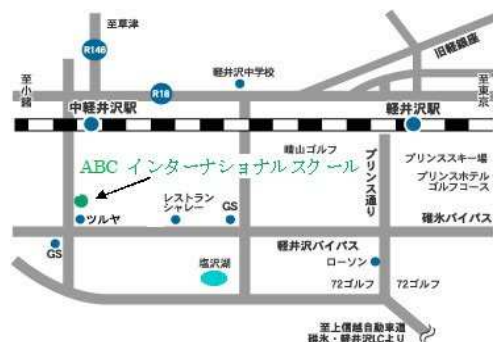 至草津
R146
旧軽銀座
軽井沢中学校
至小諸
R18
至東京
中軽井沢駅
軽井沢駅
晴山ゴルフ
プリンス通り
プリンススキー場
プリンスホテル
ゴルフコース
ABC インターナショナルスクール
レストラン
シャレー
GS
ツルヤ
碓氷バイパス
GS
軽井沢バイパス
塩沢湖
ローソン
72ゴルフ
72ゴルフ
至上信越自動車道
碓氷・軽井沢ICより